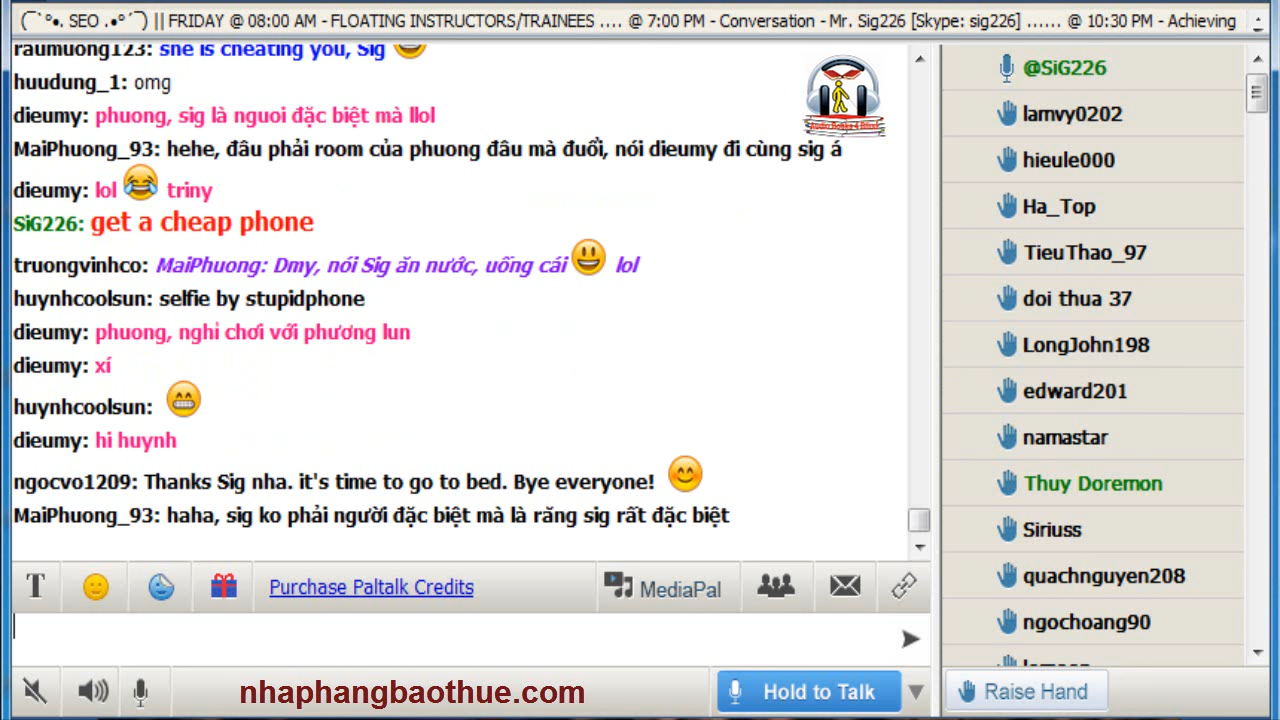 (¯`°•. SEO .•°´¯) || FRIDAY @ 08:00 AM - FLOATING INSTRUCTORS/TRAINEES .... @ 7:00 PM - Conversation - Mr. Sig226 [Skype: sig226] ...... @ 10:30 PM - Achieving
raumuong123: she is cheating you, Sig
huudung_1: omg
dieumy: phuong, sig là nguoi đặc biệt mà llol
MaiPhuong_93: hehe, đâu phải room của phuong đâu mà đuổi, nói dieumy đi cùng sig á
dieumy: lol triny
SiG226: get a cheap phone
truongvinhco: MaiPhuong: Dmy, nói Sig ăn nước, uống cái lol
huynhcoolsun: selfie by stupidphone
dieumy: phuong, nghỉ chơi với phương lun
dieumy: xí
huynhcoolsun:
dieumy: hi huynh
ngocvo1209: Thanks Sig nha. it's time to go to bed. Bye everyone!
MaiPhuong_93: haha, sig ko phải người đặc biệt mà là răng sig rất đặc biệt
T
Purchase Paltalk Credits
MediaPal
nhaphangbaothue.com
Hold to Talk
@SiG226
lamvy0202
hieule000
Ha_Top
TieuThao_97
doi thua 37
LongJohn198
edward201
namastar
Thuy Doremon
Siriuss
quachnguyen208
ngochoang90
Raise Hand